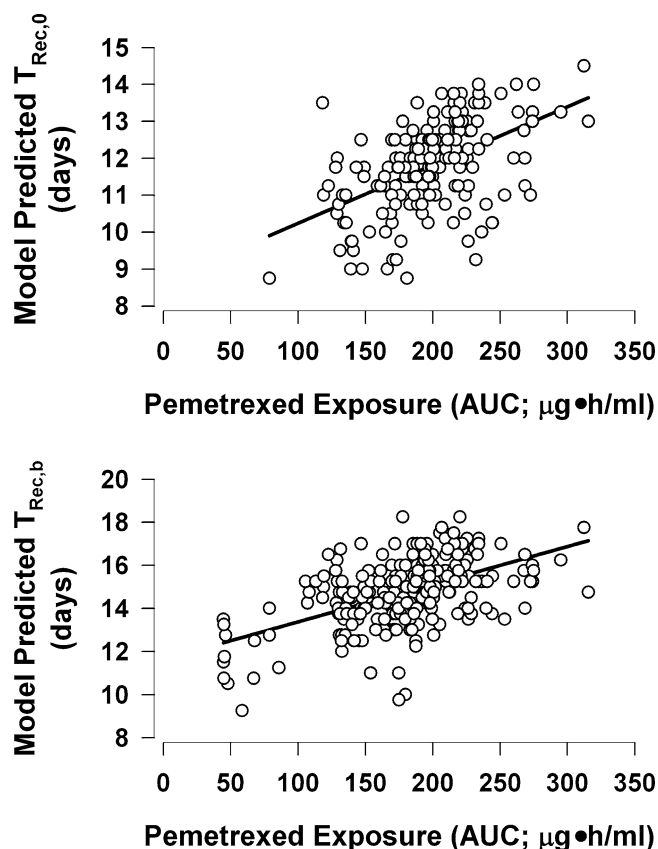 Model Predicted T Rec,0
(days)
15
14
13
12
11
10
9
8
0 50 100 150 200 250 300 350
Pemetrexed Exposure (AUC; μg•h/ml)
Model Predicted T Rec,b
(days)
20
18
16
14
12
10
8
0 50 100 150 200 250 300 350
Pemetrexed Exposure (AUC; μg•h/ml)